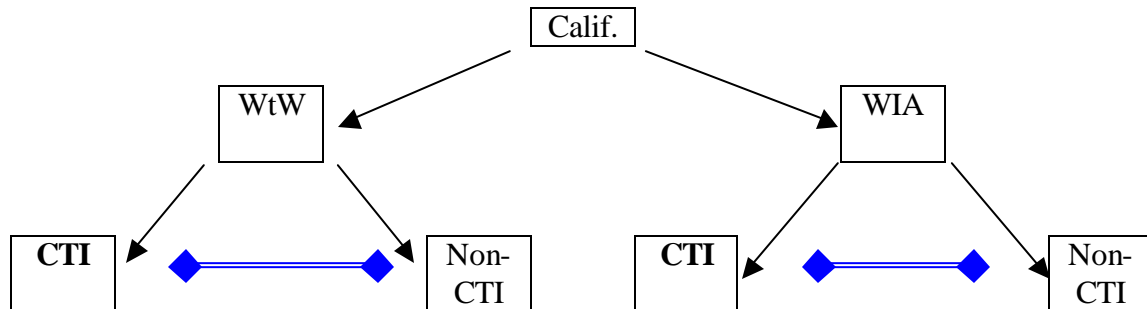 Calif.
WtW
WIA
CTI
Non-
CTI
CTI
Non-
CTI